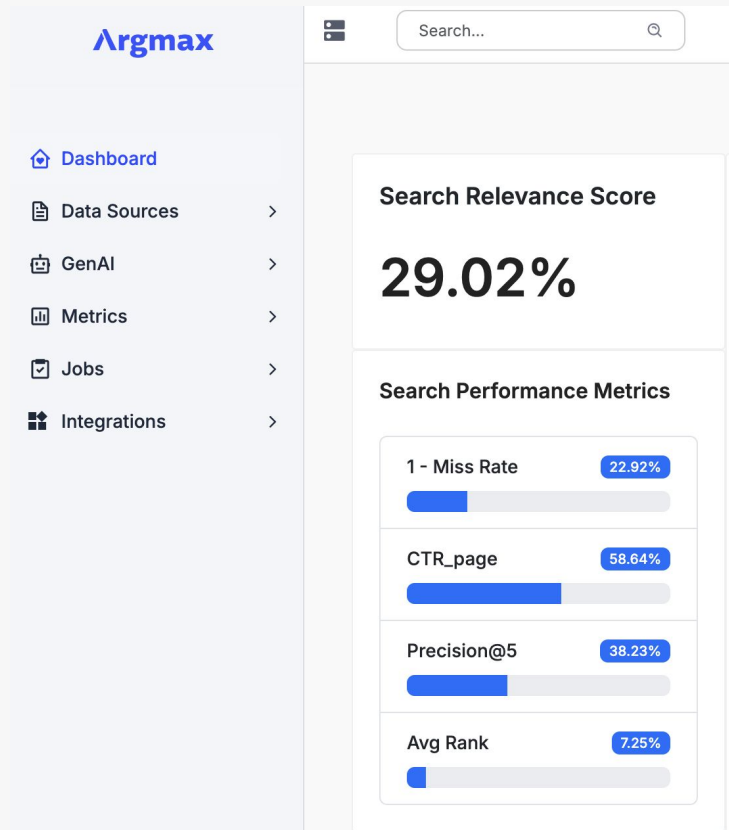 Argmax
Search...
Dashboard
Data Sources
GenAI
Metrics
Jobs
Integrations
Search Relevance Score
29.02%
Search Performance Metrics
1 - Miss Rate 22.92%
CTR_page 58.64%
Precision@5 38.23%
Avg Rank 7.25%